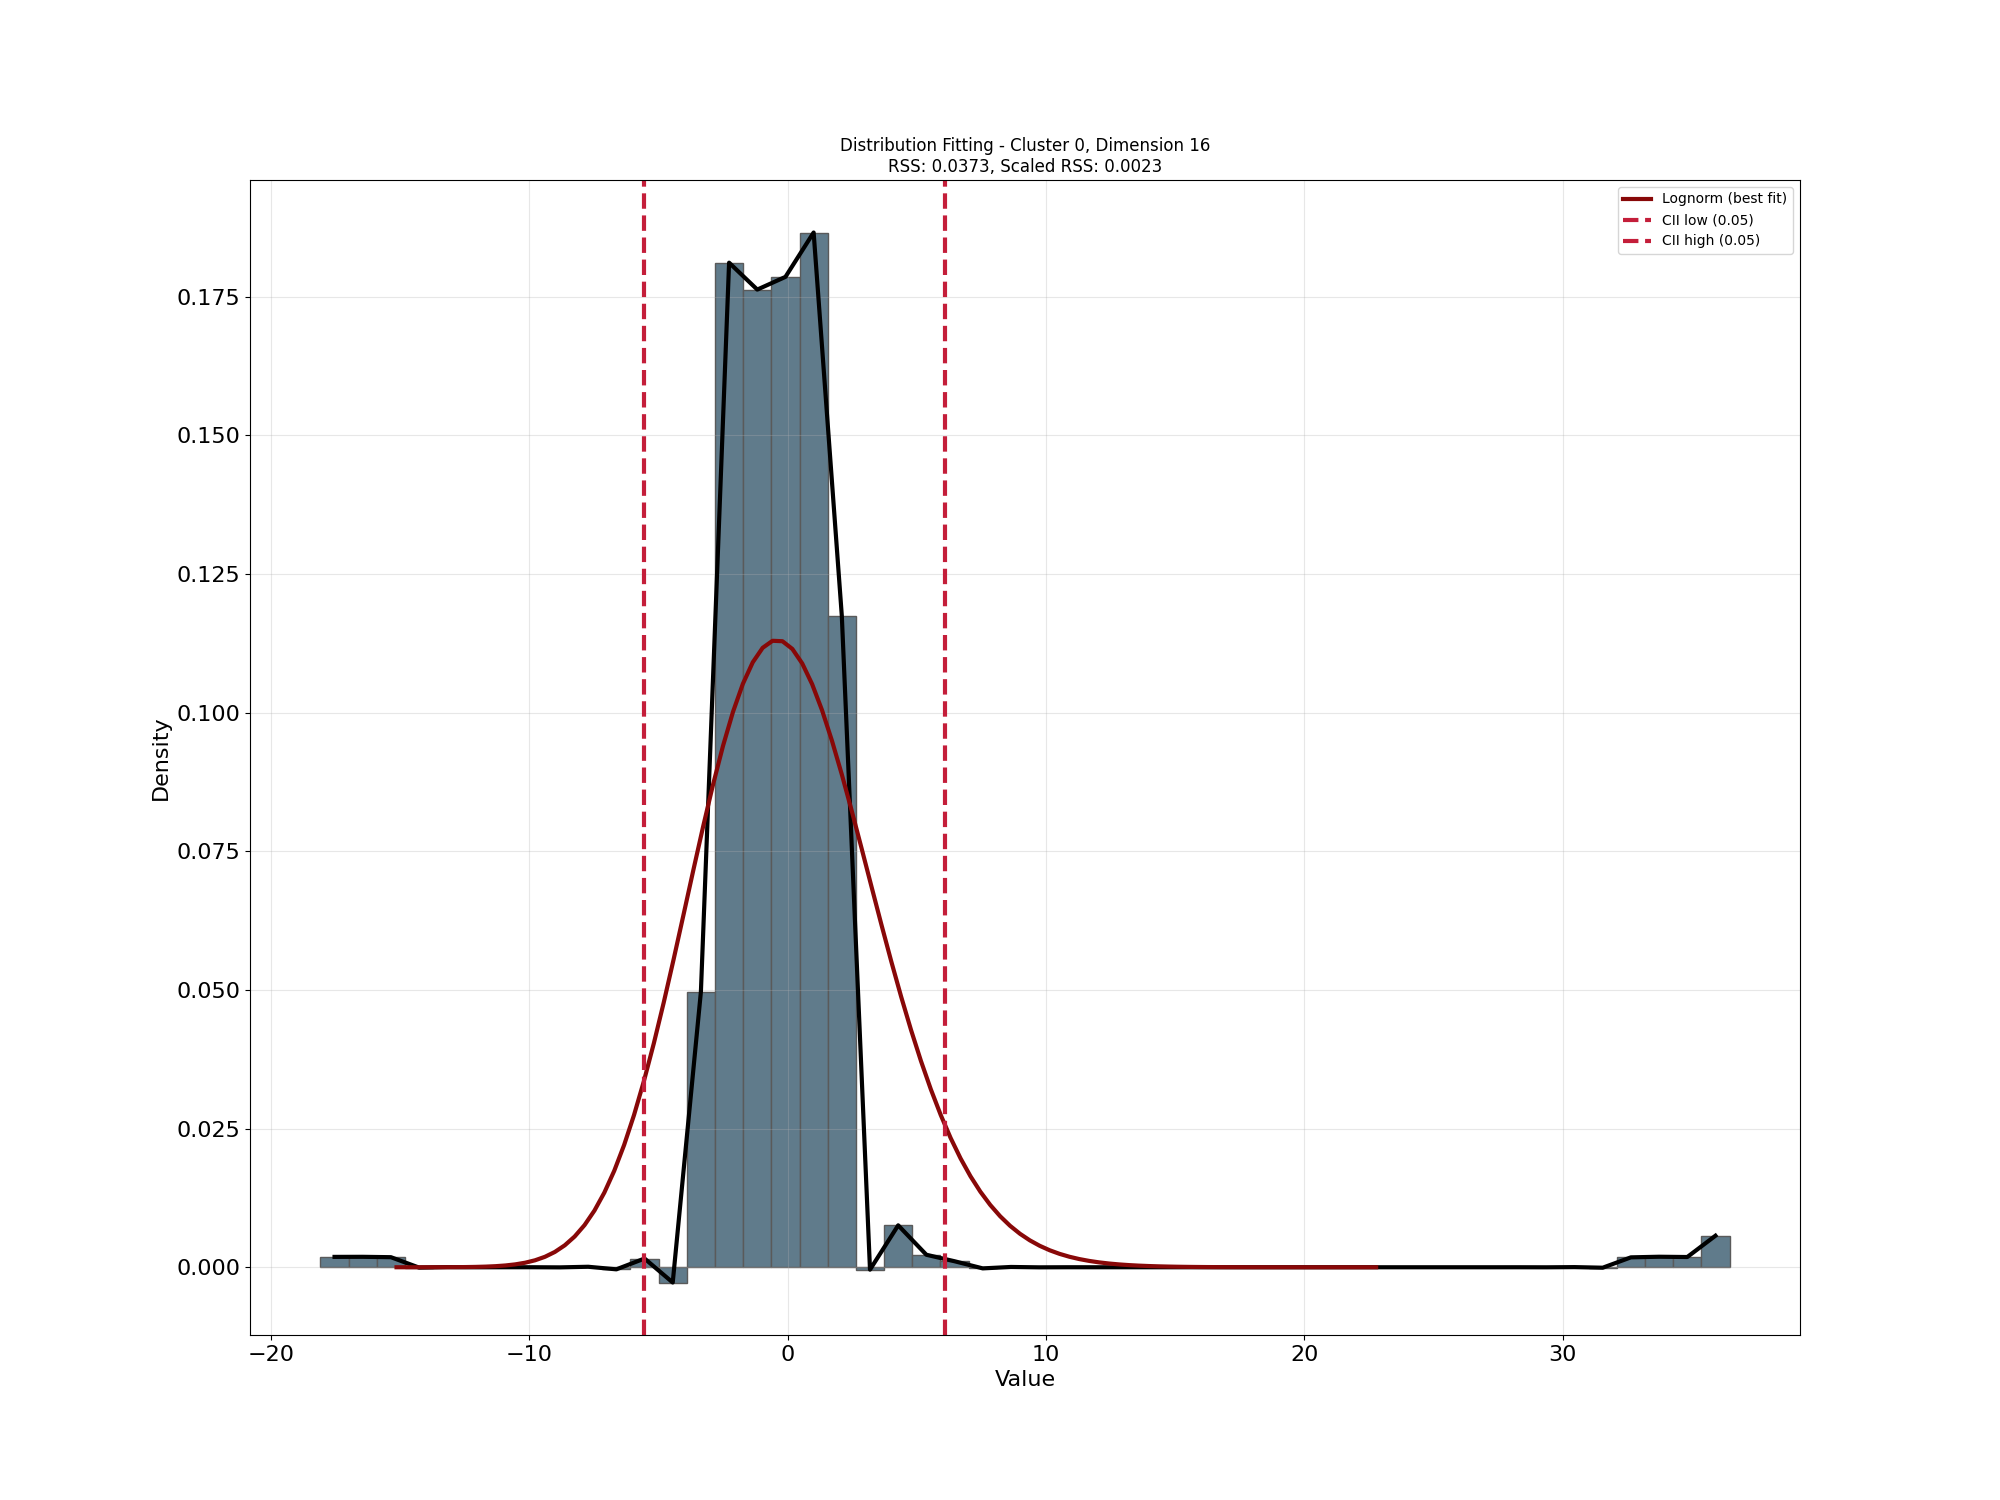 Distribution Fitting - Cluster 0, Dimension 16
RSS: 0.0373, Scaled RSS: 0.0023
Lognorm (best fit)
CII low (0.05)
CII high (0.05)
0.175
0.150
0.125
0.100
0.075
0.050
0.025
0.000
Density
−20
−10
0
10
20
30
Value